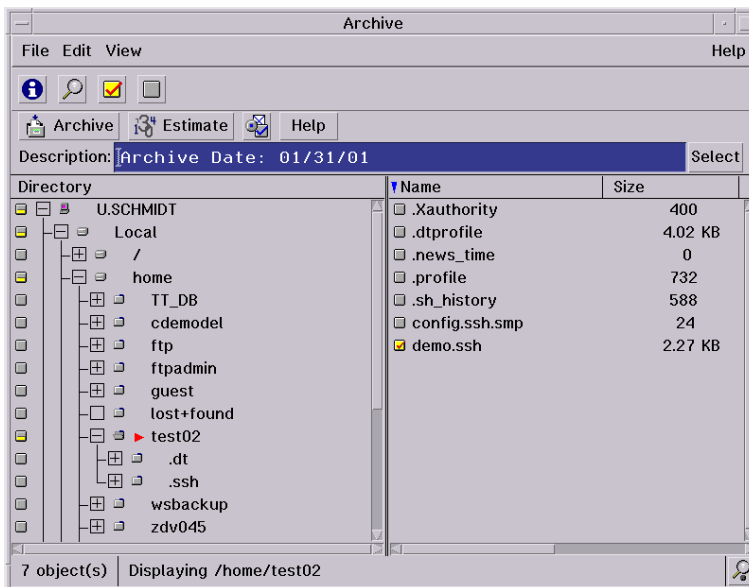 Archive
File Edit View Help
Archive Estimate Help
Description: Archive Date: 01/31/01 Select
Directory
U.SCHMIDT
Local
/
home
TT_DB
cdemodel
ftp
ftpadmin
guest
lost+found
test02
.dt
.ssh
wsbackup
zdv045
Name Size
.Xauthority 400
.dtprofile 4.02 KB
.news_time 0
.profile 732
.sh_history 588
config.ssh.smp 24
demo.ssh 2.27 KB
7 object(s) Displaying /home/test02